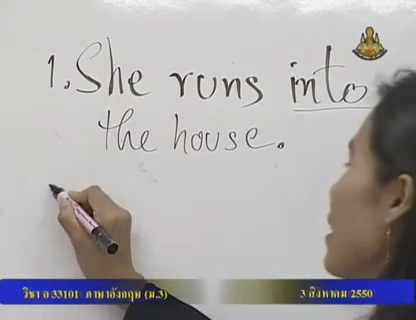 1. She runs into
the house.
วิชา อ 33101 ภาษาอังกฤษ (ม.3) 3 สิงหาคม 2550